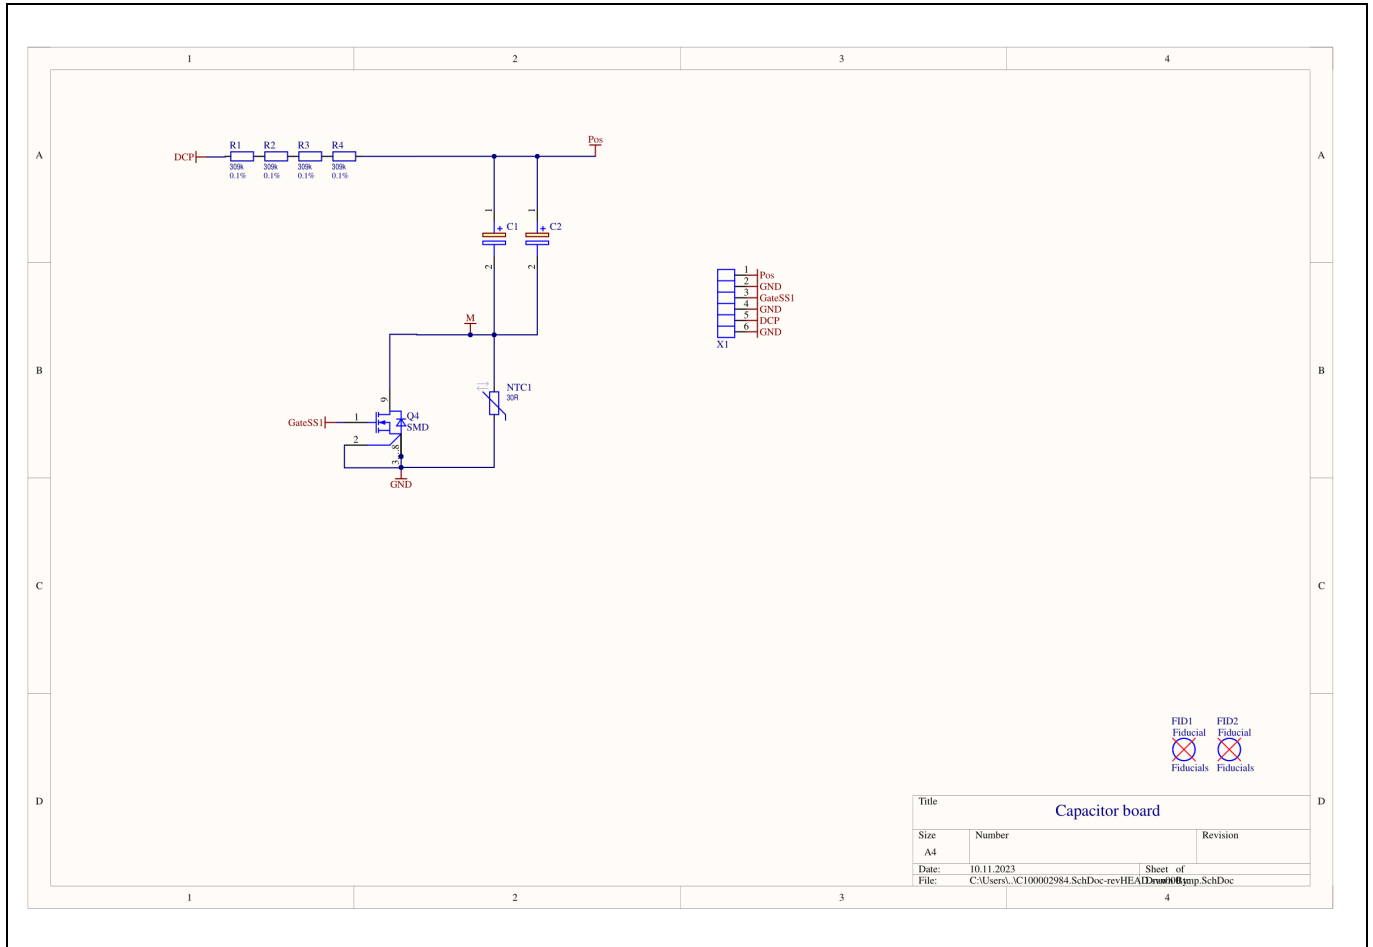 1 2 3 4
A A
DCP
R1 R2 R3 R4
309k 309k 309k 309k
0.1% 0.1% 0.1% 0.1%
Pos
1 1
+ C1 + C2
2 2
B B
1 Pos
2 GND
3 GateSS1
4 GND
5 DCP
6 GND
X1
M
NTC1
30R
9
GateSS1 1
Q4
SMD
2
3...8
GND
C C
FID1 FID2
Fiducial Fiducial
Fiducials Fiducials
D D
Title
Capacitor board
Size Number Revision
A4
Date: 10.11.2023 Sheet of
File: C:\Users\..\C100002984.SchDoc-revHEAD
1 2 3 4